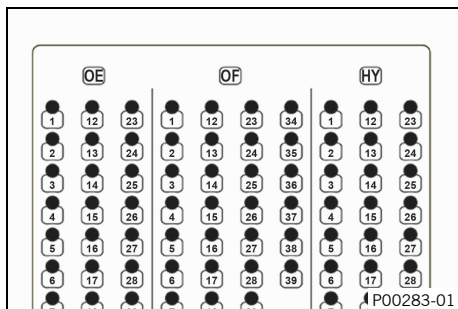 OE OF HY
1 12 23 1 12 23 34 1 12 23
2 13 24 2 13 24 35 2 13 24
3 14 25 3 14 25 36 3 14 25
4 15 26 4 15 26 37 4 15 26
5 16 27 5 16 27 38 5 16 27
6 17 28 6 17 28 39 6 17 28
P00283-01